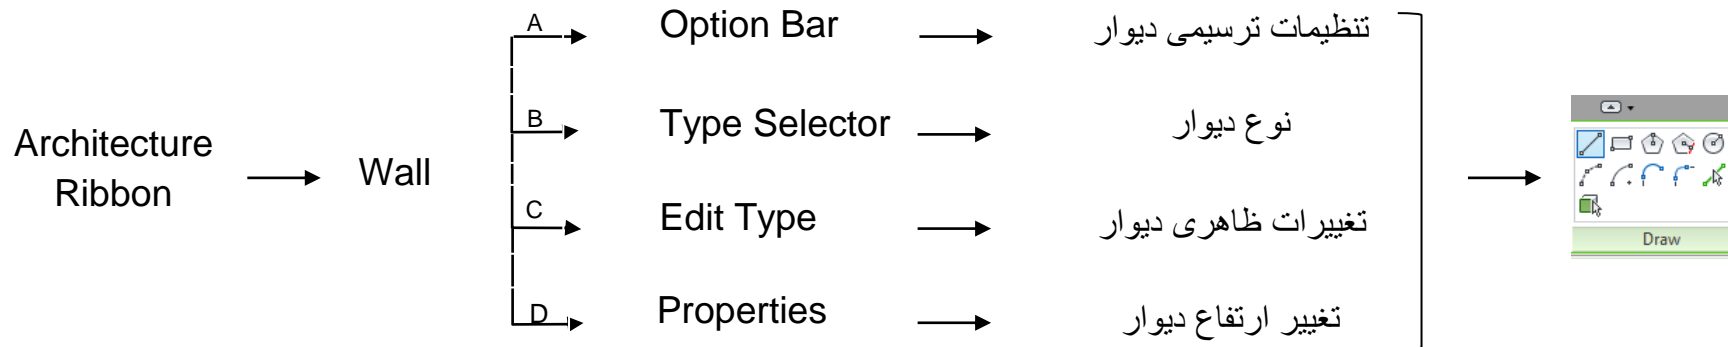 Architecture
Ribbon
Wall
A
Option Bar
تنظیمات ترسیمی دیوار
B
Type Selector
نوع دیوار
C
Edit Type
تغییرات ظاهری دیوار
D
Properties
تغییر ارتفاع دیوار
Draw